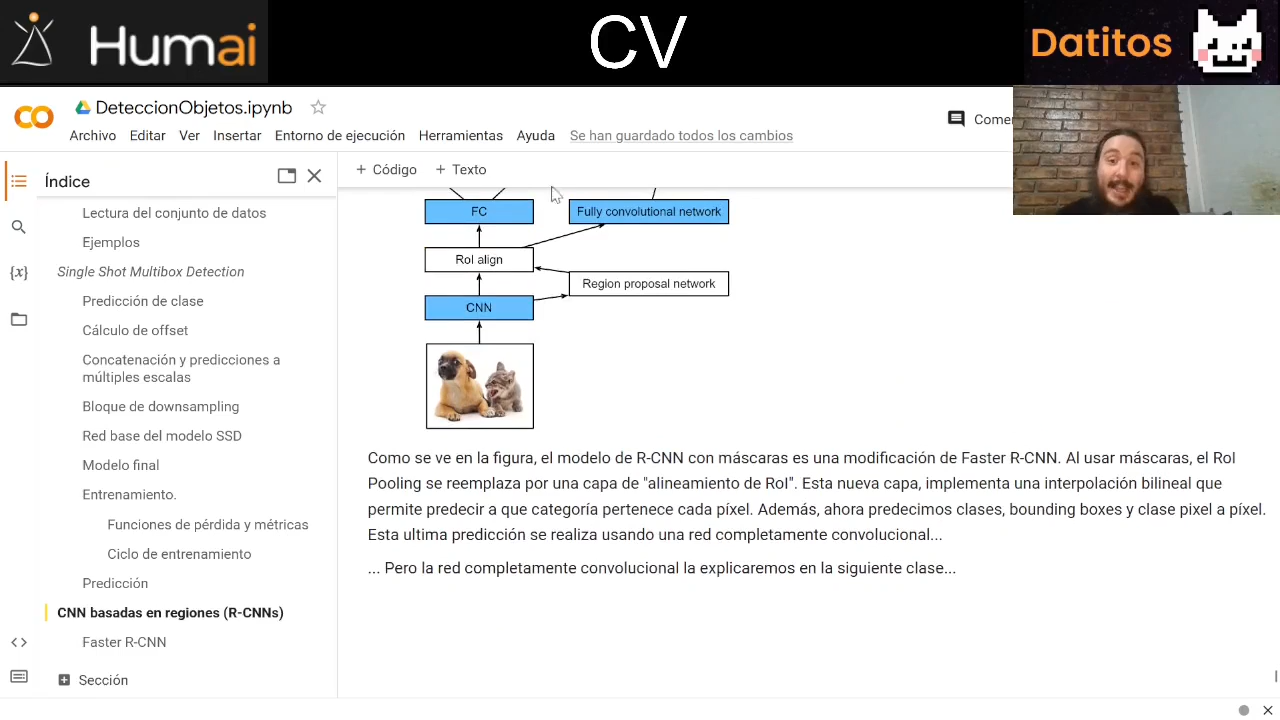 Humai
CV
Datitos
CO
DeteccionObjetos.ipynb
Archivo Editar Ver Insertar Entorno de ejecución Herramientas Ayuda Se han guardado todos los cambios
Comer
+ Código + Texto
Índice
Lectura del conjunto de datos
Ejemplos
Single Shot Multibox Detection
Predicción de clase
Cálculo de offset
Concatenación y predicciones a
múltiples escalas
Bloque de downsampling
Red base del modelo SSD
Modelo final
Entrenamiento.
Funciones de pérdida y métricas
Ciclo de entrenamiento
Predicción
CNN basadas en regiones (R-CNNs)
Faster R-CNN
Sección
{x}
FC
Fully convolutional network
RoI align
Region proposal network
CNN
Como se ve en la figura, el modelo de R-CNN con máscaras es una modificación de Faster R-CNN. Al usar máscaras, el RoI
Pooling se reemplaza por una capa de "alineamiento de RoI". Esta nueva capa, implementa una interpolación bilineal que
permite predecir a que categoría pertenece cada píxel. Además, ahora predecimos clases, bounding boxes y clase pixel a píxel.
Esta ultima predicción se realiza usando una red completamente convolucional...
... Pero la red completamente convolucional la explicaremos en la siguiente clase...